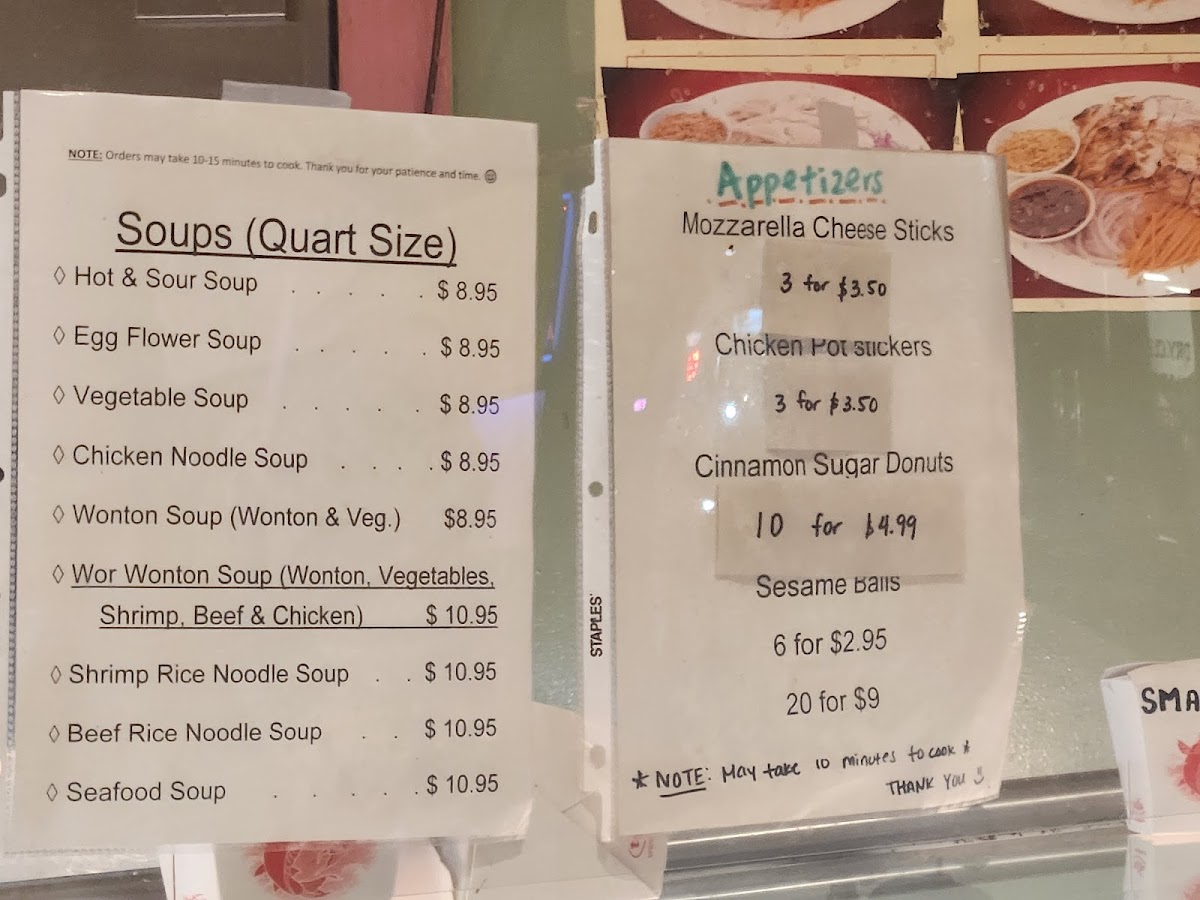 NOTE: Orders may take 10-15 minutes to cook. Thank you for your patience and time. 😊
Soups (Quart Size)
◊ Hot & Sour Soup . . . . . $ 8.95
◊ Egg Flower Soup . . . . . $ 8.95
◊ Vegetable Soup . . . . . $ 8.95
◊ Chicken Noodle Soup . . . . $ 8.95
◊ Wonton Soup (Wonton & Veg.) $8.95
◊ Wor Wonton Soup (Wonton, Vegetables,
Shrimp, Beef & Chicken) $ 10.95
◊ Shrimp Rice Noodle Soup . . $ 10.95
◊ Beef Rice Noodle Soup . . $ 10.95
◊ Seafood Soup . . . . . $ 10.95
STAPLES
Appetizers
Mozzarella Cheese Sticks
3 for $3.50
Chicken Pot stickers
3 for $3.50
Cinnamon Sugar Donuts
10 for $4.99
Sesame Balls
6 for $2.95
20 for $9
* NOTE: May take 10 minutes to cook *
THANK YOU :)
SMA